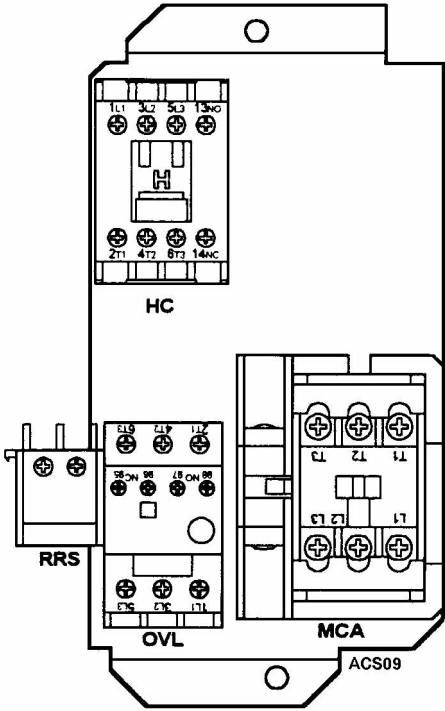 1L1 3L2 5L3 13NO
H
2T1 4T2 6T3 14NC
HC
6T3 4T2 2T1
NC 95 96 NO 97 98
T3 T2 T1
L3 L2 L1
RRS
5L3 3L2 1L1
OVL
MCA
ACS09